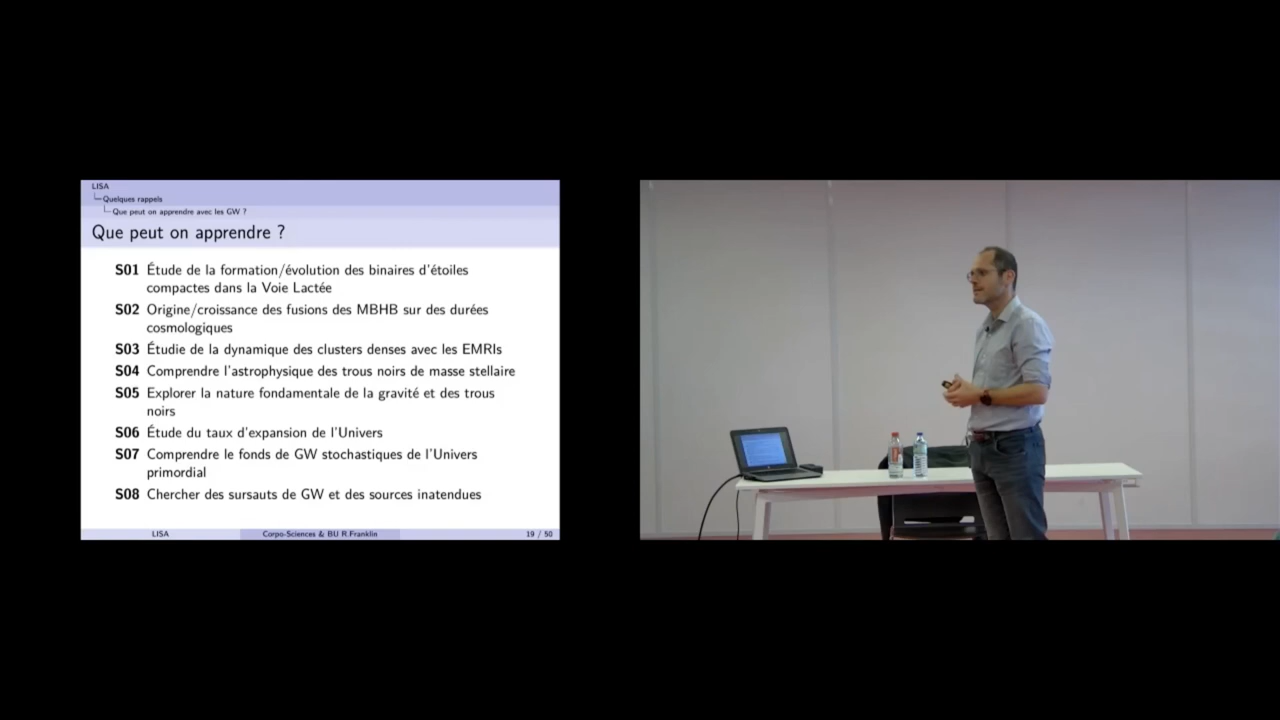 LISA
Quelques rappels
Que peut on apprendre avec les GW ?
Que peut on apprendre ?
S01 Étude de la formation/évolution des binaires d'étoiles
compactes dans la Voie Lactée
S02 Origine/croissance des fusions des MBHB sur des durées
cosmologiques
S03 Étudie de la dynamique des clusters denses avec les EMRIs
S04 Comprendre l'astrophysique des trous noirs de masse stellaire
S05 Explorer la nature fondamentale de la gravité et des trous
noirs
S06 Étude du taux d'expansion de l'Univers
S07 Comprendre le fonds de GW stochastiques de l'Univers
primordial
S08 Chercher des sursauts de GW et des sources inatendues
LISA Corpo-Sciences & BU R.Franklin 19 / 50